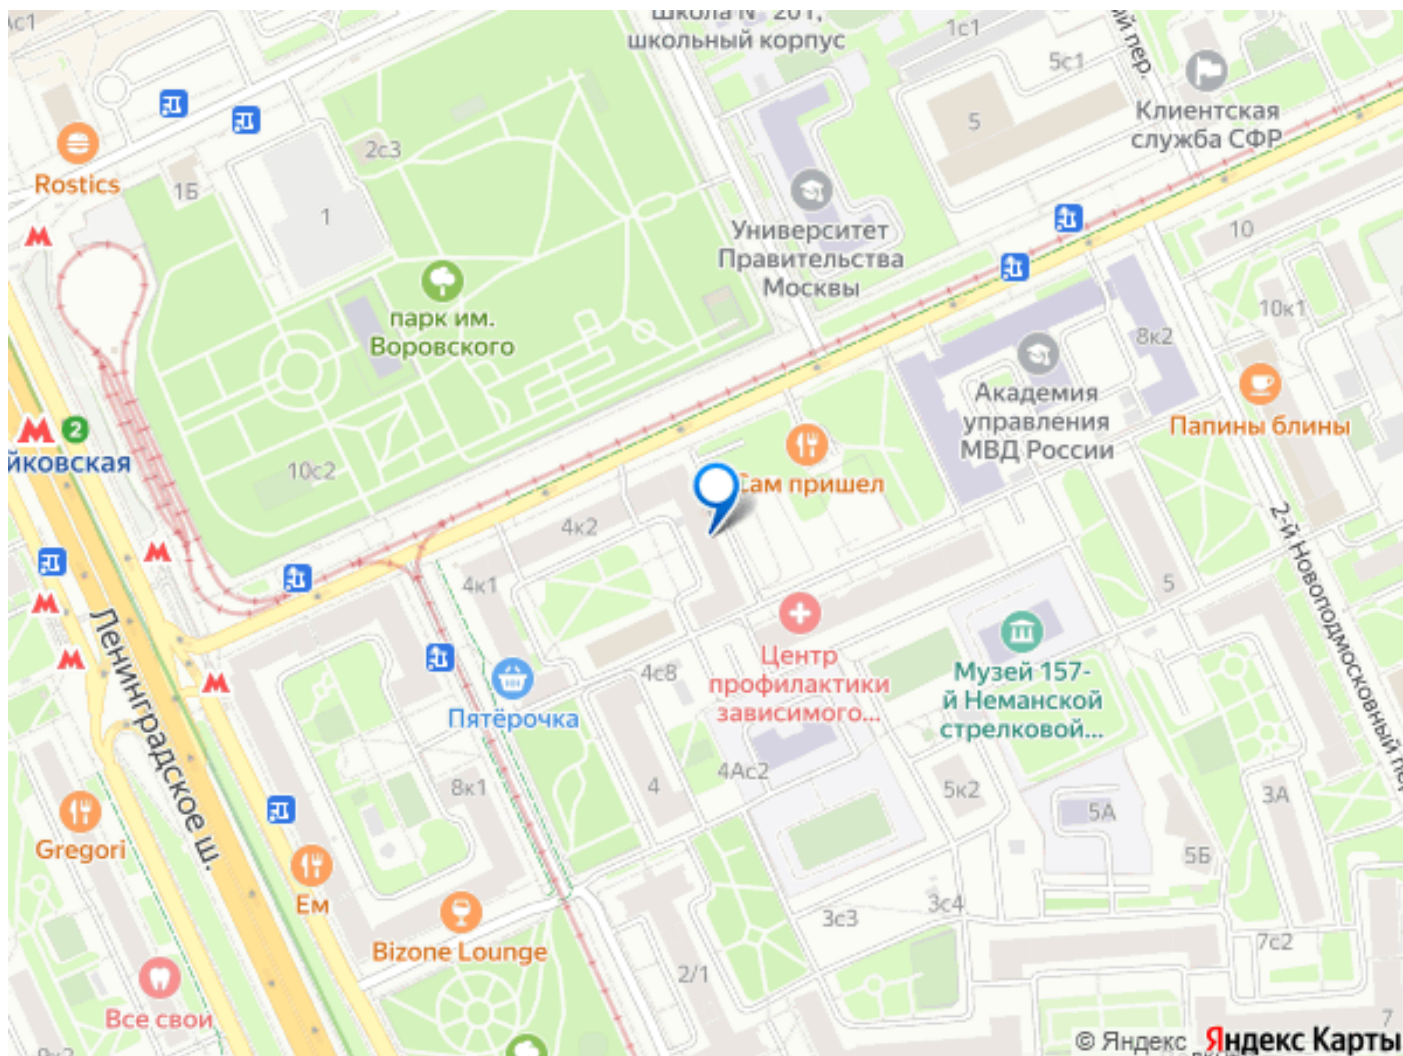 школьный корпус
1с1
5с1
Клиентская
служба СФР
5
2с3
Rostics
1Б
1
Университет
Правительства
Москвы
10
парк им.
Воровского
10к1
8к2
Академия
управления
МВД России
Папины блины
2
10с2
Сам пришел
4к2
4к1
2-й Новоподмосковный
5
Ленинградское ш.
Центр
профилактики
зависимого...
Музей 157-
й Неманской
стрелковой...
4с8
Пятёрочка
8к1
4
4Ас2
5к2
5А
3А
5Б
Gregori
Ем
3с3
3с4
Bizone Lounge
7с2
2/1
Все свои
7
© Яндекс Яндекс Карты